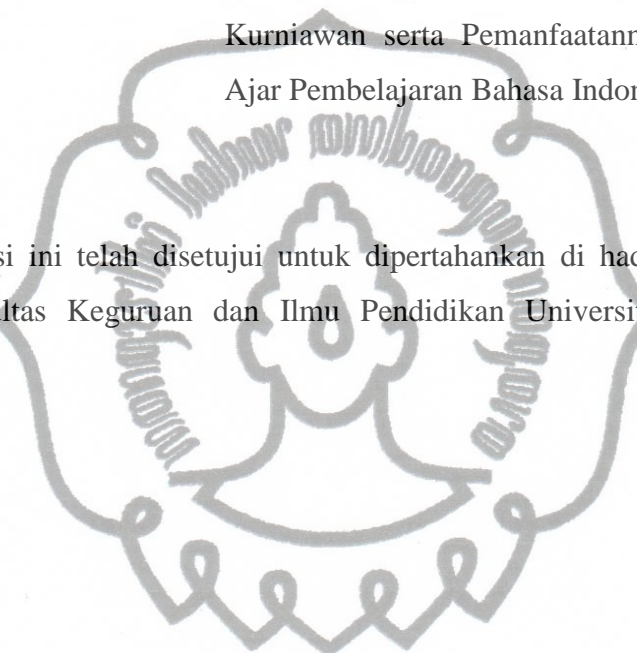 Kurniawan serta Pemanfaatann
Ajar Pembelajaran Bahasa Indon
si ini telah disetujui untuk dipertahankan di had
ltas Keguruan dan Ilmu Pendidikan Universit